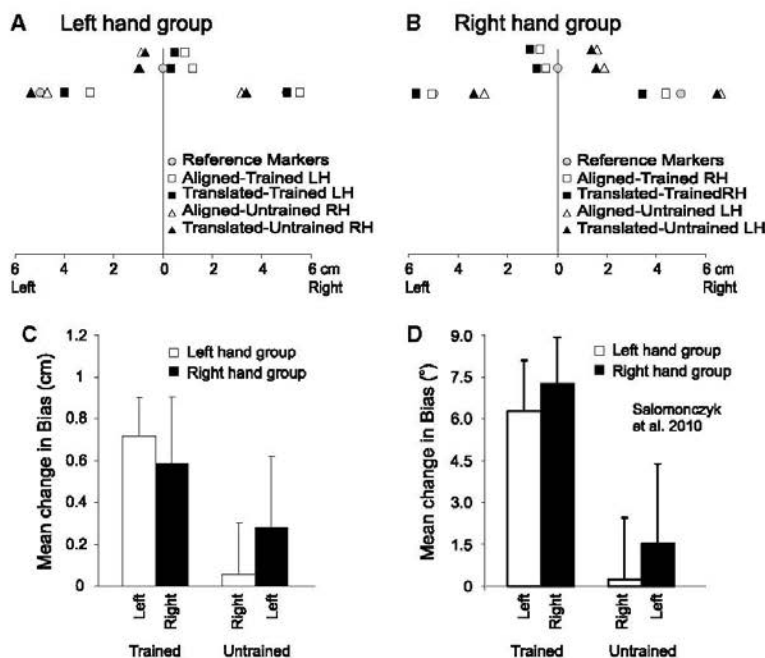 A Left hand group
B Right hand group
Reference Markers
Aligned-Trained LH
Translated-Trained LH
Aligned-Untrained RH
Translated-Untrained RH
6 4 2 0 2 4 6 cm
Left Right
Reference Markers
Aligned-Trained RH
Translated-TrainedRH
Aligned-Untrained LH
Translated-Untrained LH
6 4 2 0 2 4 6 cm
Left Right
C
Mean change in Bias (cm)
1.2
1
0.8
0.6
0.4
0.2
0
Left hand group
Right hand group
Left
Right
Right
Left
Trained Untrained
D
Mean change in Bias (°)
9.0
7.5
6.0
4.5
3.0
1.5
0
Left hand group
Right hand group
Salomonczyk
et al. 2010
Left
Right
Right
Left
Trained Untrained